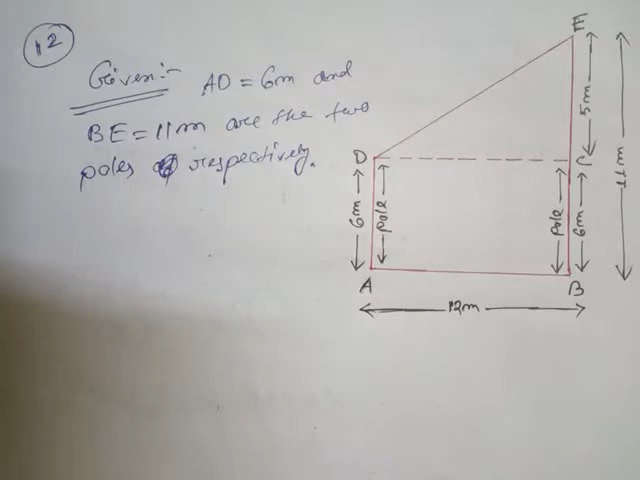 12
Given:- AD = 6m and
BE = 11m are the two
poles respectively.
E
5m
11m
D
C
6m
pole
pole
6m
A
B
12m